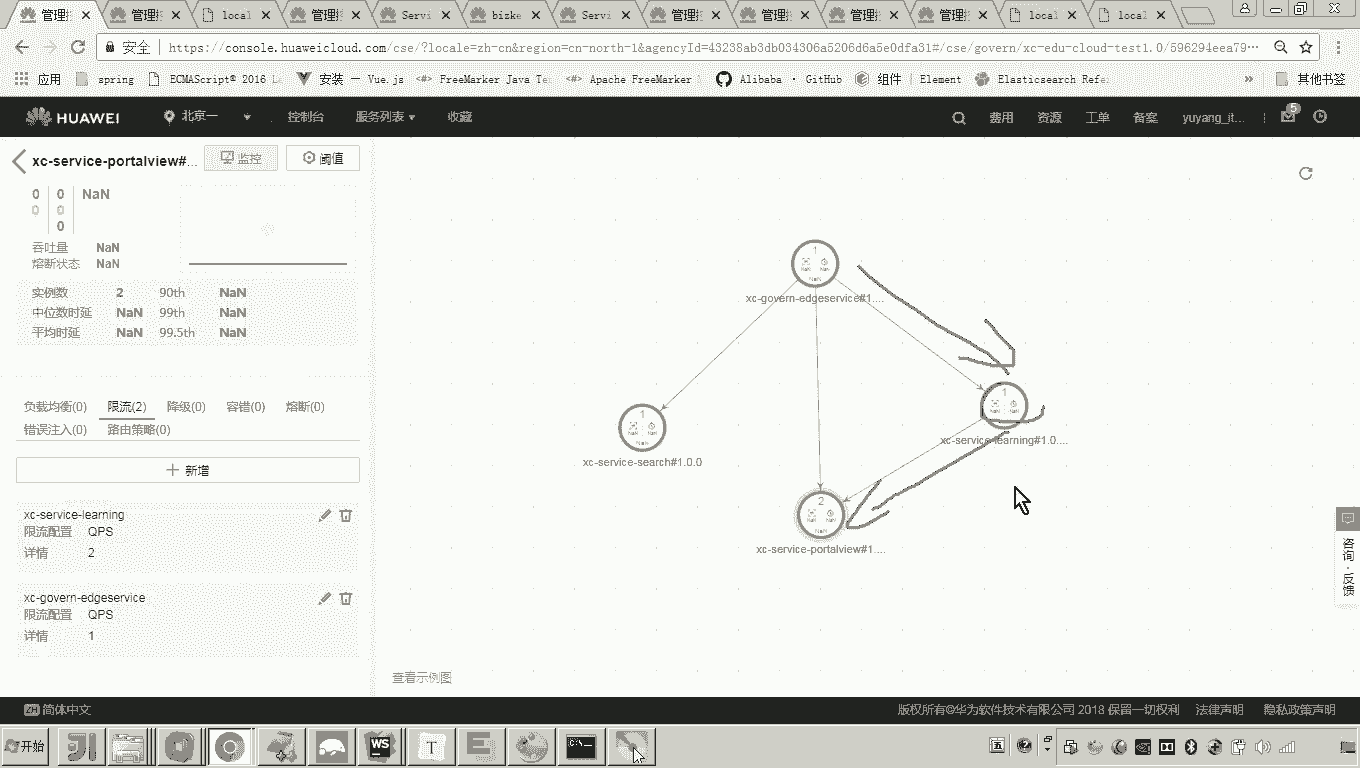 管理控 管理控 local 管理控 Servi bizke Servi 管理控 管理控 管理控 管理控 local local
安全 https://console.huaweicloud.com/cse/?locale=zh-cn&region=cn-north-1&agencyId=43238ab3db034306a5206d6a5e0dfa31#/cse/govern/xc-edu-cloud-test1.0/596294eea79…
应用 spring ECMAScript® 2016 L 安装 — Vue.js FreeMarker Java Te Apache FreeMarker Alibaba · GitHub 组件 | Element Elasticsearch Refe » 其他书签
HUAWEI 北京一 控制台 服务列表 收藏 费用 资源 工单 备案 yuyang_it... 5
xc-service-portalview#... 监控 阈值
0 0 NaN
0 0
0
吞吐量 NaN
熔断状态 NaN
实例数 2 90th NaN
中位数时延 NaN 99th NaN
平均时延 NaN 99.5th NaN
负载均衡(0) 限流(2) 降级(0) 容错(0) 熔断(0)
错误注入(0) 路由策略(0)
新增
xc-service-learning
限流配置 QPS
详情 2
xc-govern-edgeservice
限流配置 QPS
详情 1
1
NaN NaN
NaN
xc-govern-edgeservice#1....
1
NaN NaN
xc-service-learning#1.0....
1
NaN NaN
NaN
xc-service-search#1.0.0
2
NaN NaN
NaN
xc-service-portalview#1....
查看示例图
咨询·反馈
ZH 简体中文 版权所有©华为软件技术有限公司 2018 保留一切权利 法律声明 隐私政策声明
开始 WS T C:\ 五